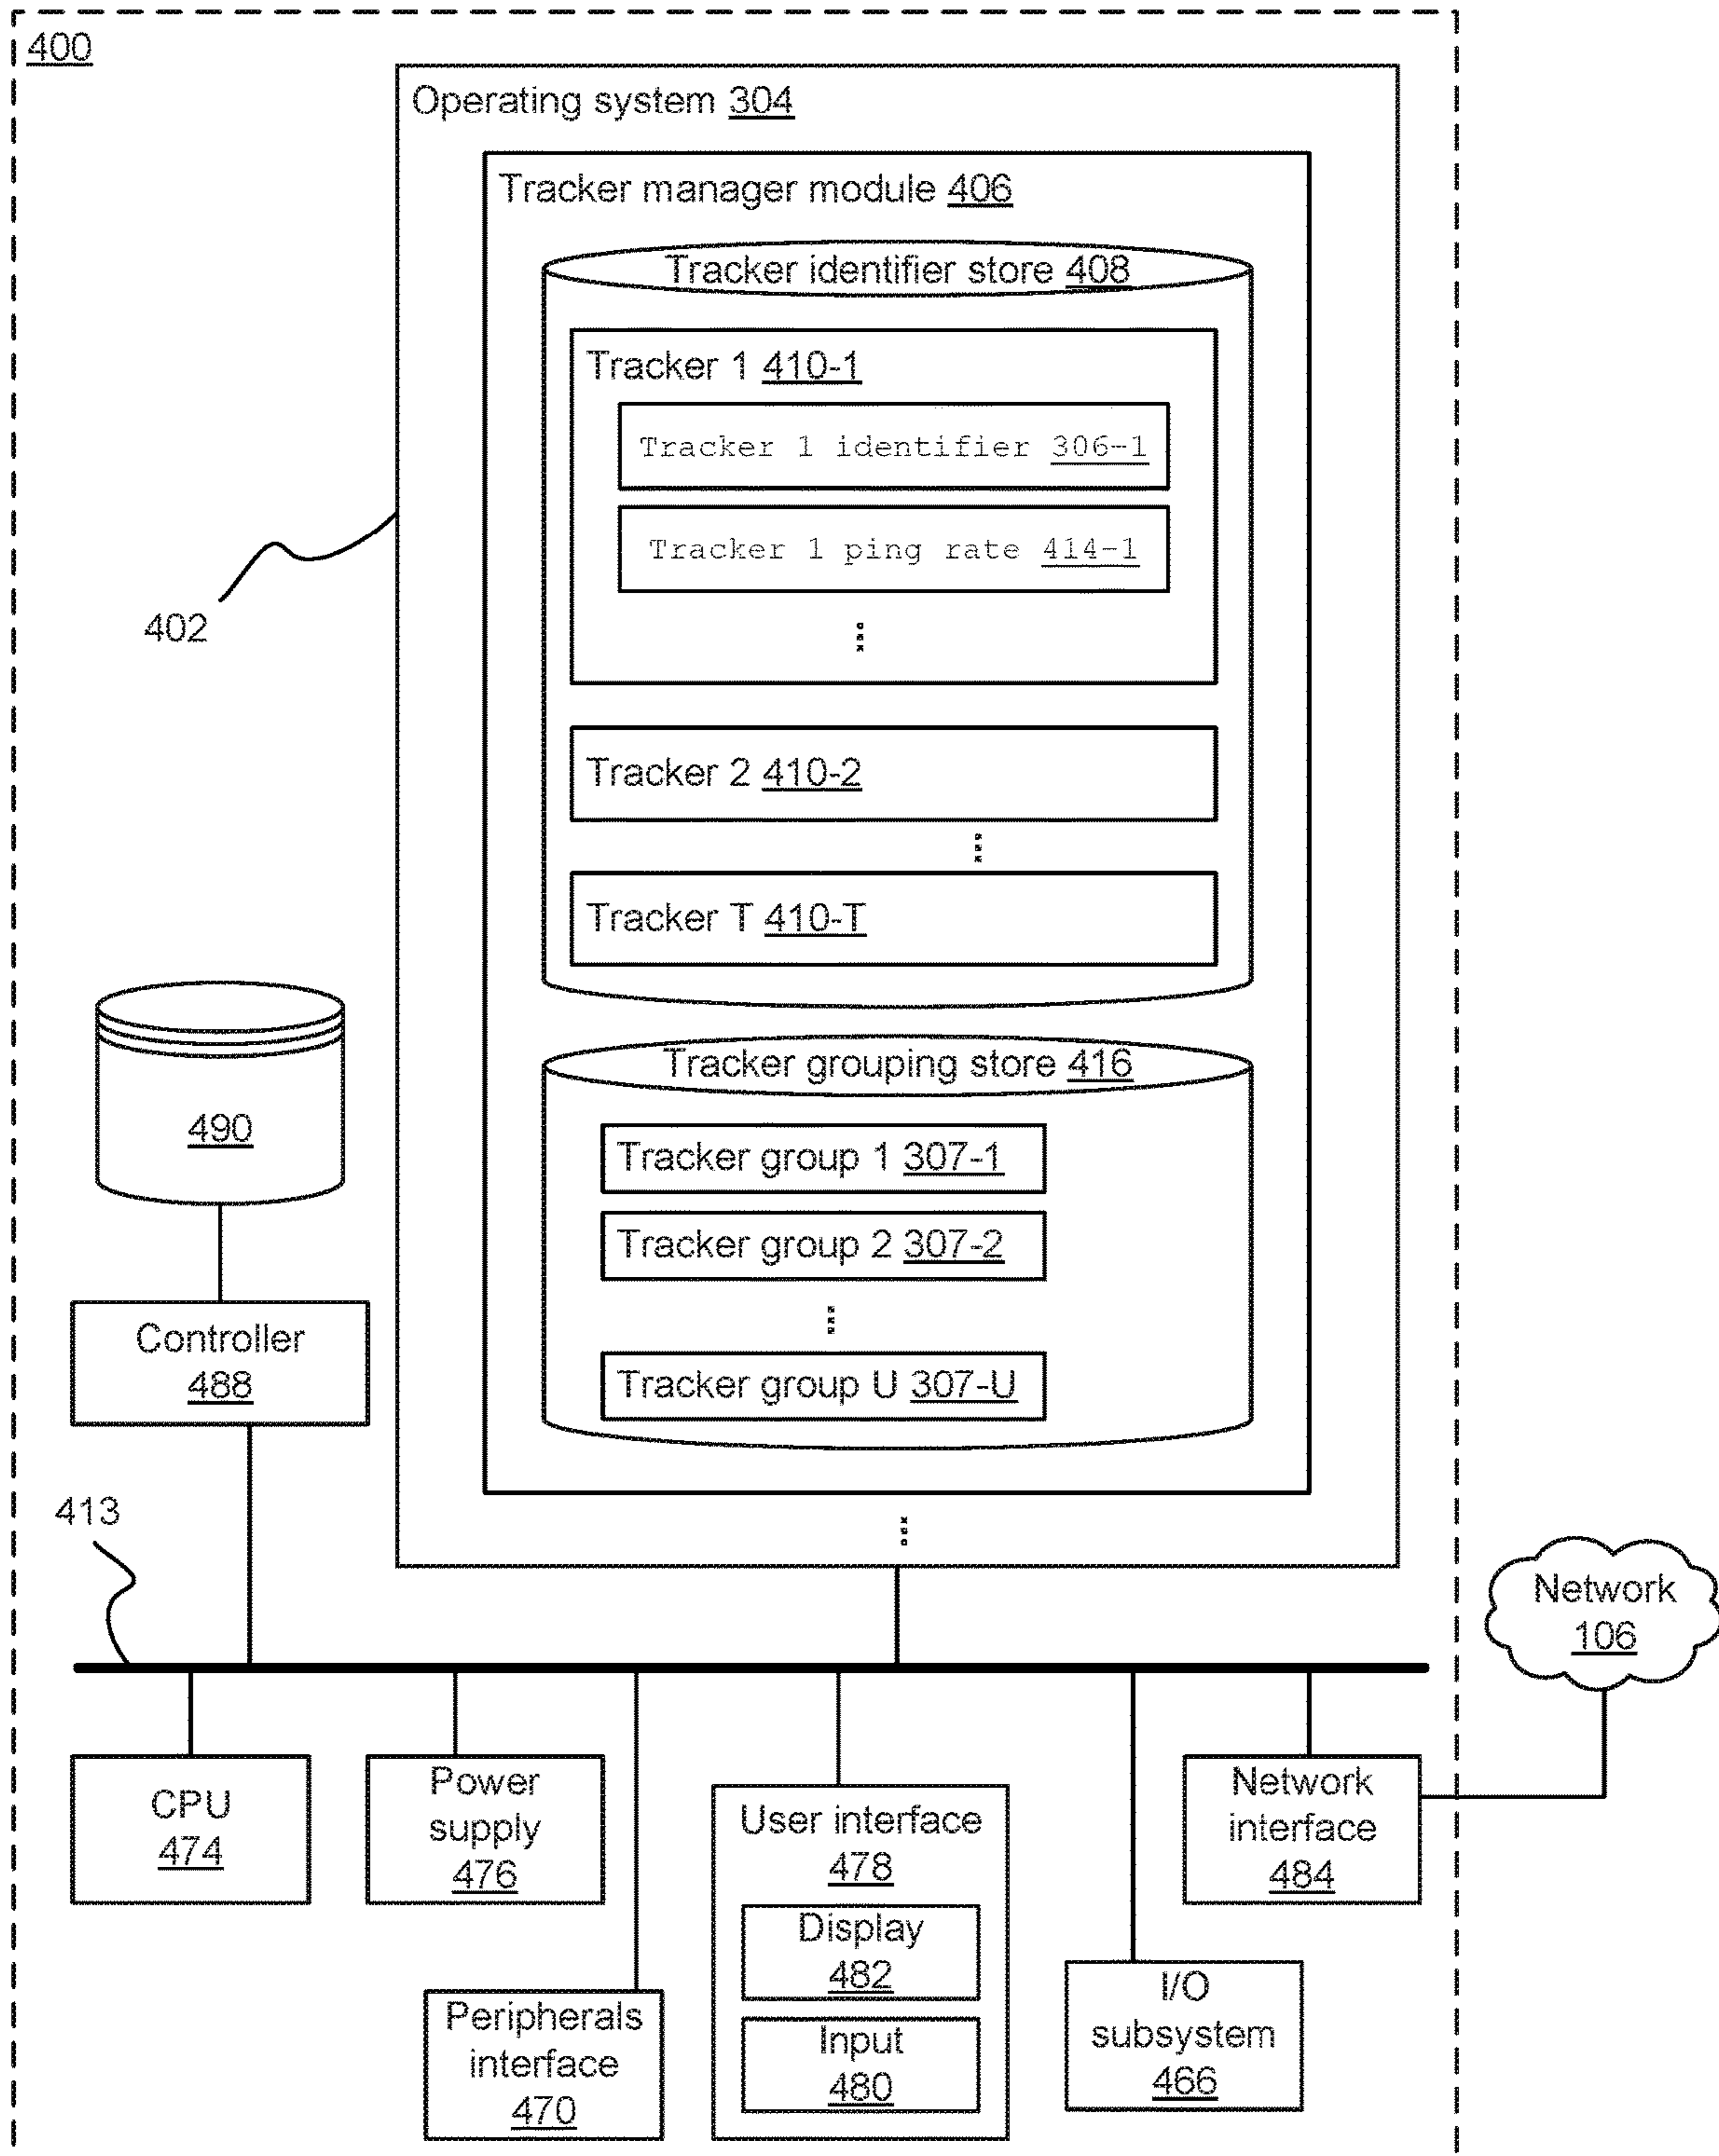 400
Operating system 304
Tracker manager module 406
Tracker identifier store 408
Tracker 1 410-1
Tracker 1 identifier 306-1
Tracker 1 ping rate 414-1
402
Tracker 2 410-2
Tracker T 410-T
490
Tracker grouping store 416
Tracker group 1 307-1
Tracker group 2 307-2
Tracker group U 307-U
Controller
488
413
Network
106
CPU
474
Power
supply
476
User interface
478
Display
482
Input
480
Network
interface
484
Peripherals
interface
470
I/O
subsystem
466